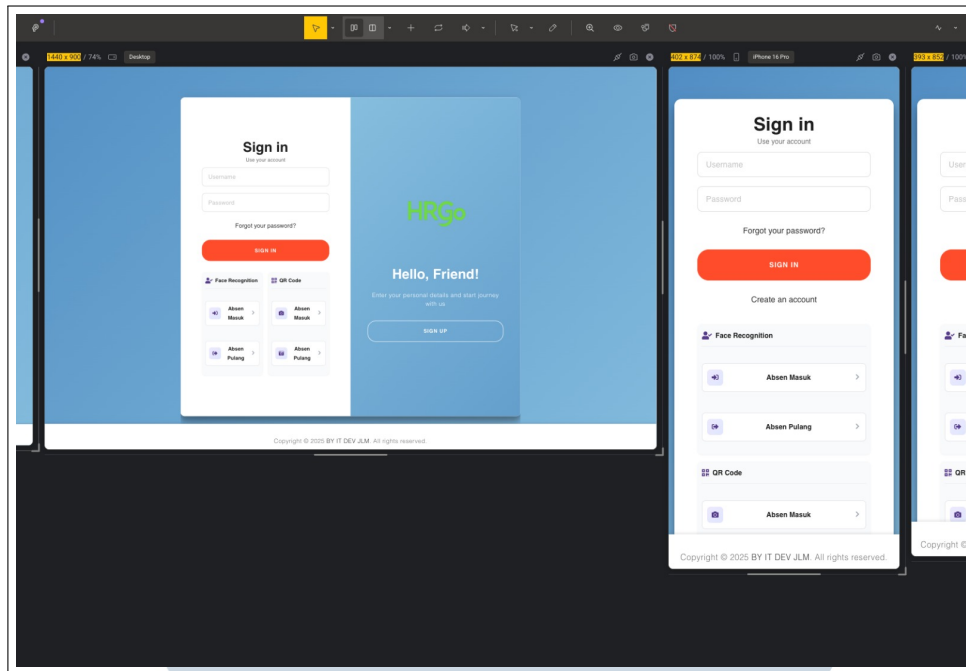 1440 x 900 / 74%
Desktop
402 x 874 / 100%
iPhone 16 Pro
393 x 852 / 100%
Sign in
Use your account
Username
Password
Forgot your password?
SIGN IN
Face Recognition
QR Code
Absen
Masuk
Absen
Masuk
Absen
Pulang
Absen
Pulang
HRGo
Hello, Friend!
Enter your personal details and start journey
with us
SIGN UP
Copyright © 2025 BY IT DEV JLM. All rights reserved.
Sign in
Use your account
Username
Password
Forgot your password?
SIGN IN
Create an account
Face Recognition
Absen Masuk
Absen Pulang
QR Code
Absen Masuk
Copyright © 2025 BY IT DEV JLM. All rights reserved.
User
Pass
Fa
QR
Copyright ©